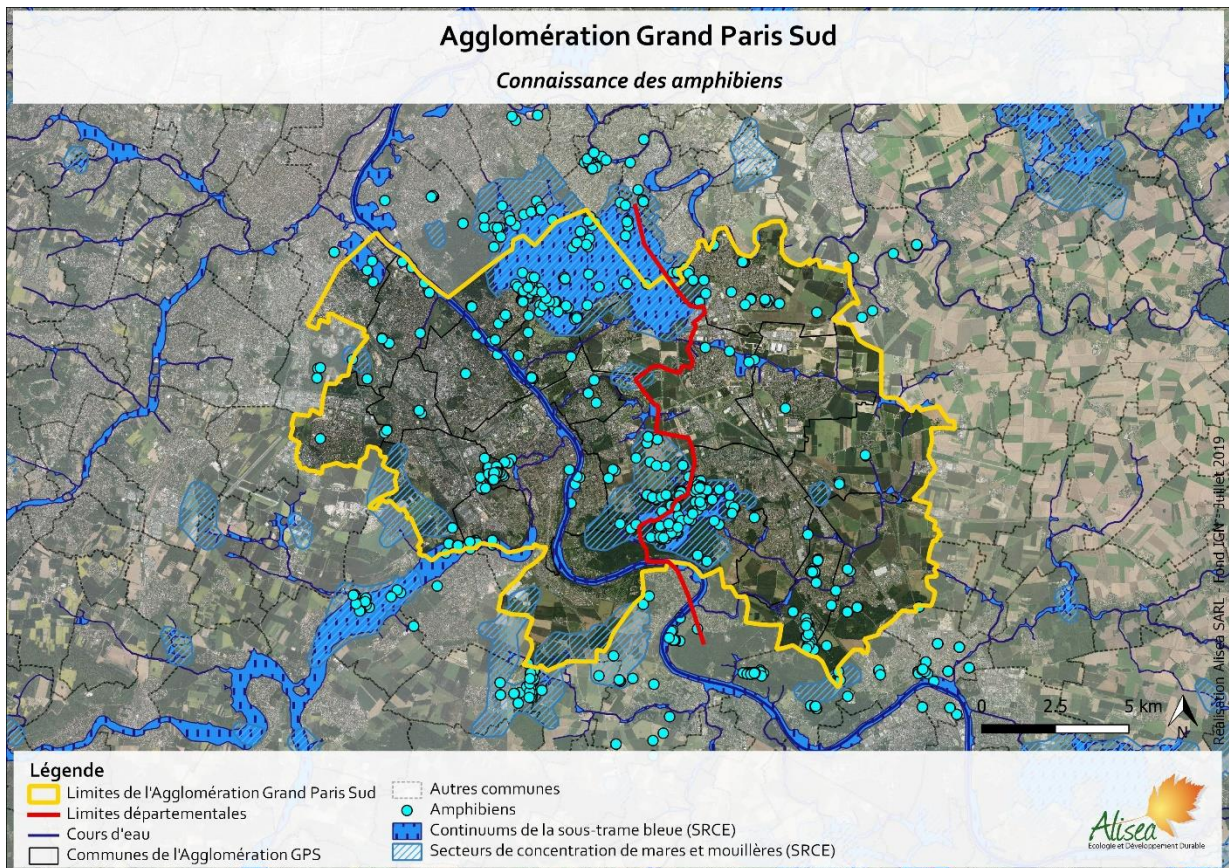 Agglomération Grand Paris Sud
Connaissance des amphibiens
Réalisation Alisea SARL - Fond IGN - Juillet 2019
0 2.5 5 km
N
Légende
Limites de l'Agglomération Grand Paris Sud
Limites départementales
Cours d'eau
Communes de l'Agglomération GPS
Autres communes
Amphibiens
Continuums de la sous-trame bleue (SRCE)
Secteurs de concentration de mares et mouillères (SRCE)
Alisea
Ecologie et Développement Durable